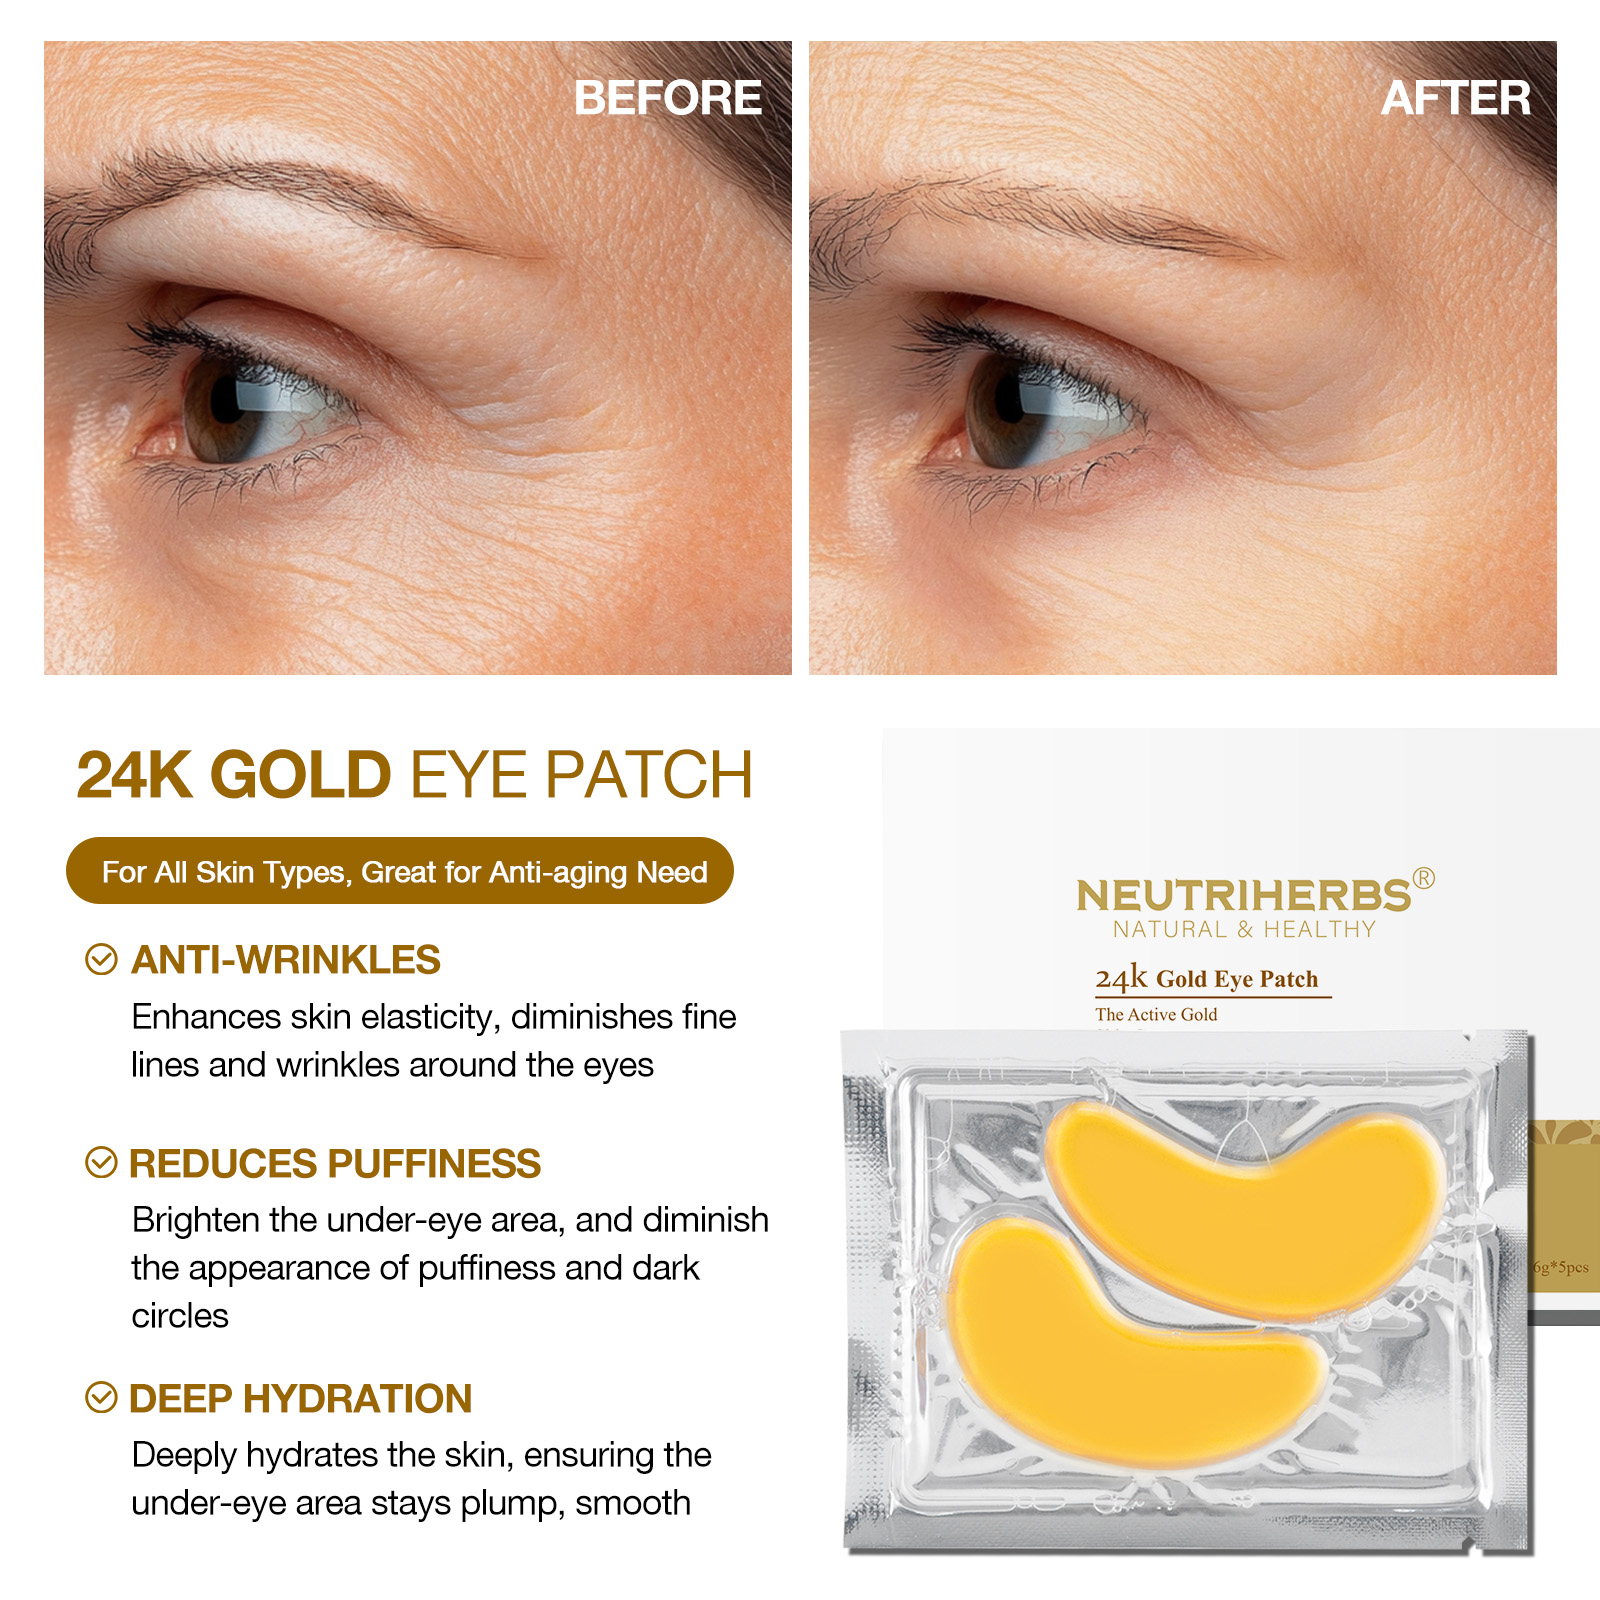 BEFORE
AFTER
24K GOLD EYE PATCH
For All Skin Types, Great for Anti-aging Need
ANTI-WRINKLES
Enhances skin elasticity, diminishes fine
lines and wrinkles around the eyes
REDUCES PUFFINESS
Brighten the under-eye area, and diminish
the appearance of puffiness and dark
circles
DEEP HYDRATION
Deeply hydrates the skin, ensuring the
under-eye area stays plump, smooth
NEUTRIHERBS®
NATURAL & HEALTHY
24k Gold Eye Patch
The Active Gold
6g*5pcs